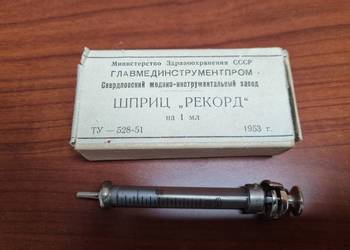 Министерство Здравоохранения СССР
ГЛАВМЕДИНСТРУМЕНТПРОМ
Свердловский медико-инструментальный завод
ШПРИЦ „РЕКОРД"
на 1 мл
ТУ — 528-51 1953 г.